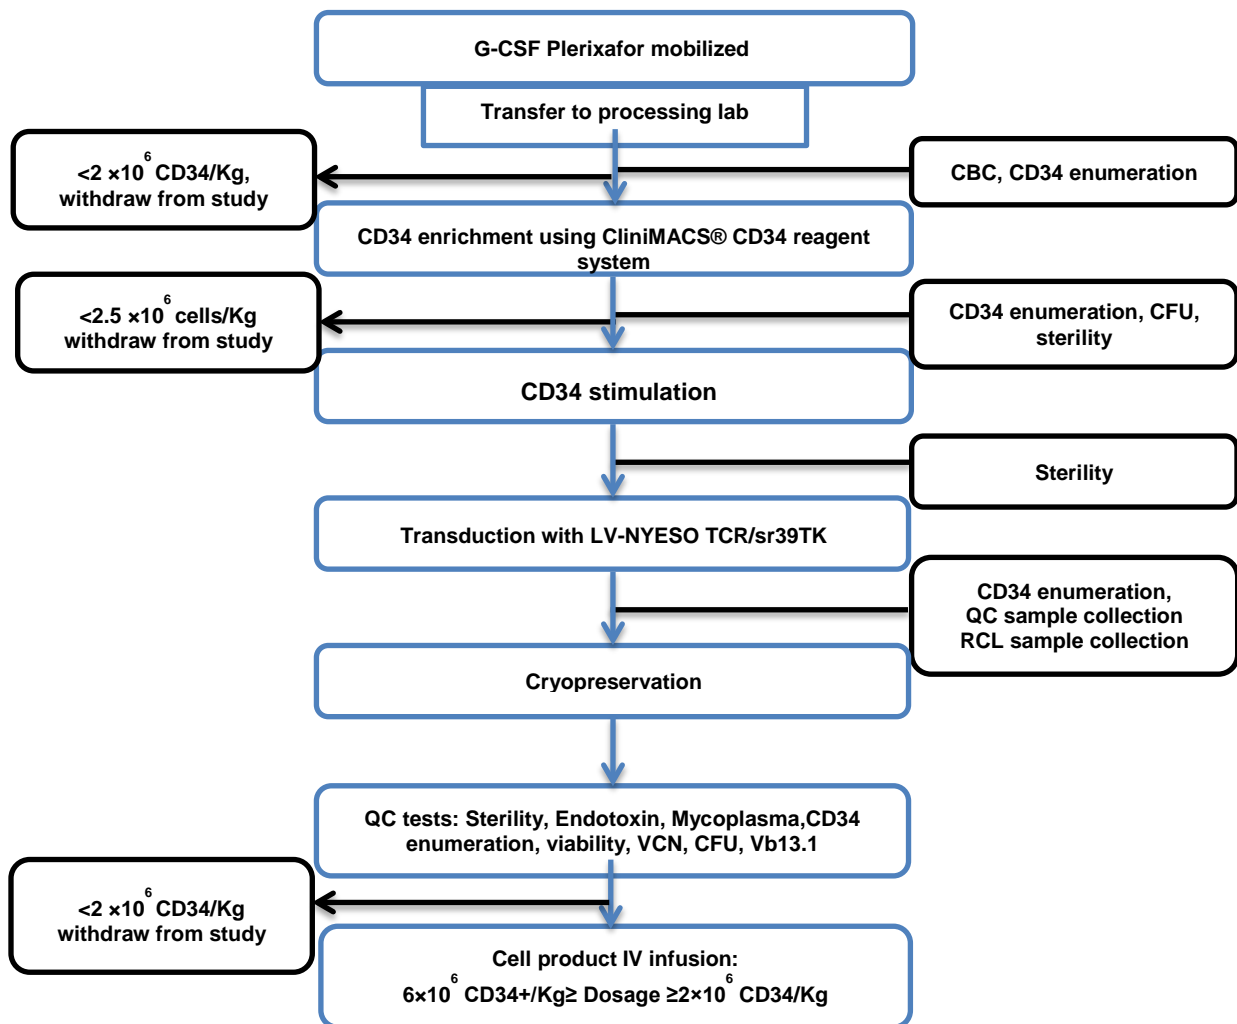 G-CSF Plerixafor mobilized
Transfer to processing lab
<2 ×10⁶ CD34/Kg,
withdraw from study
CBC, CD34 enumeration
CD34 enrichment using CliniMACS® CD34 reagent
system
<2.5 ×10⁶ cells/Kg
withdraw from study
CD34 enumeration, CFU,
sterility
CD34 stimulation
Sterility
Transduction with LV-NYESO TCR/sr39TK
CD34 enumeration,
QC sample collection
RCL sample collection
Cryopreservation
QC tests: Sterility, Endotoxin, Mycoplasma,CD34
enumeration, viability, VCN, CFU, Vb13.1
<2 ×10⁶ CD34/Kg
withdraw from study
Cell product IV infusion:
6×10⁶ CD34+/Kg≥ Dosage ≥2×10⁶ CD34/Kg